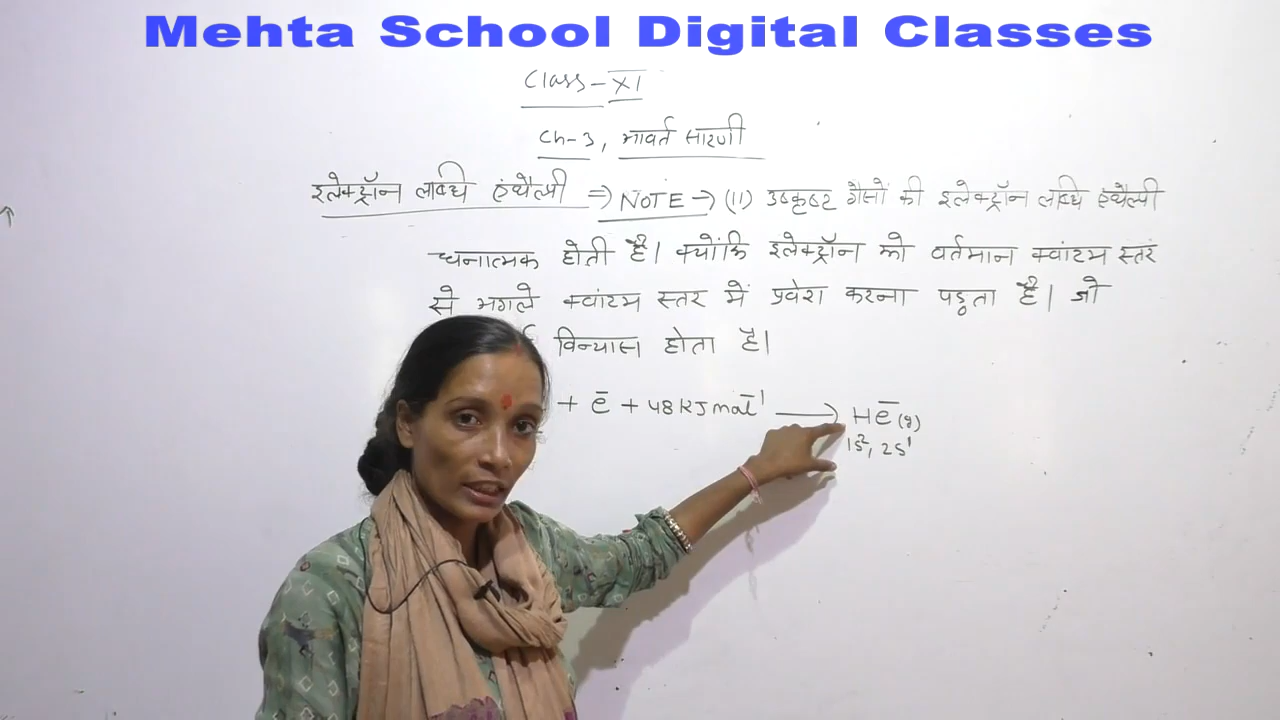 Mehta School Digital Classes
Class-XI
Ch-3, आवर्त सारणी
इलेक्ट्रॉन लब्धि एंथैल्पी ⇒ NOTE → (11) उत्कृष्ट गैसों की इलेक्ट्रॉन लब्धि एंथैल्पी
धनात्मक होती है। क्योंकि इलेक्ट्रॉन को वर्तमान क्वांटम स्तर
से अगले क्वांटम स्तर में प्रवेश करना पड़ता है। जो
विन्यास होता है।
+ e⁻ + 48 KJ mol⁻¹ ⟶ He⁻(g)
1s², 2s¹